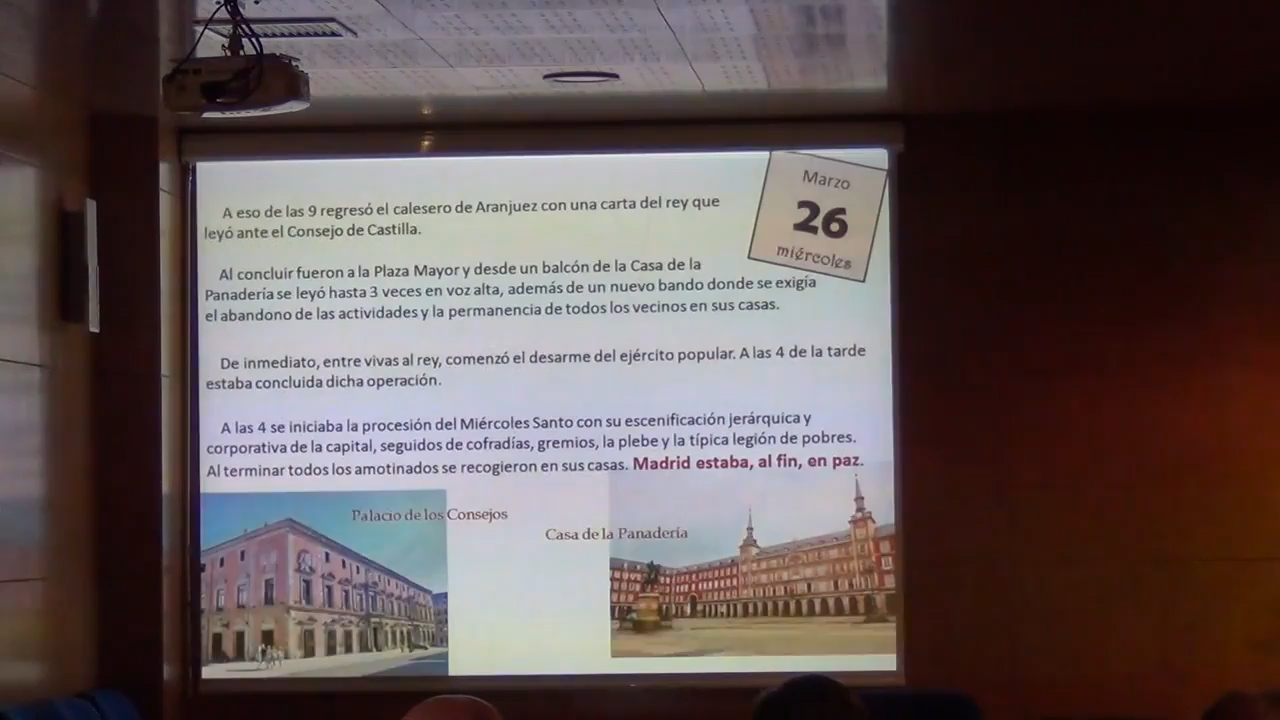 Marzo
26
miércoles
A eso de las 9 regresó el calesero de Aranjuez con una carta del rey que
leyó ante el Consejo de Castilla.
Al concluir fueron a la Plaza Mayor y desde un balcón de la Casa de la
Panadería se leyó hasta 3 veces en voz alta, además de un nuevo bando donde se exigía
el abandono de las actividades y la permanencia de todos los vecinos en sus casas.
De inmediato, entre vivas al rey, comenzó el desarme del ejército popular. A las 4 de la tarde
estaba concluida dicha operación.
A las 4 se iniciaba la procesión del Miércoles Santo con su escenificación jerárquica y
corporativa de la capital, seguidos de cofradías, gremios, la plebe y la típica legión de pobres.
Al terminar todos los amotinados se recogieron en sus casas. Madrid estaba, al fin, en paz.
Palacio de los Consejos
Casa de la Panadería